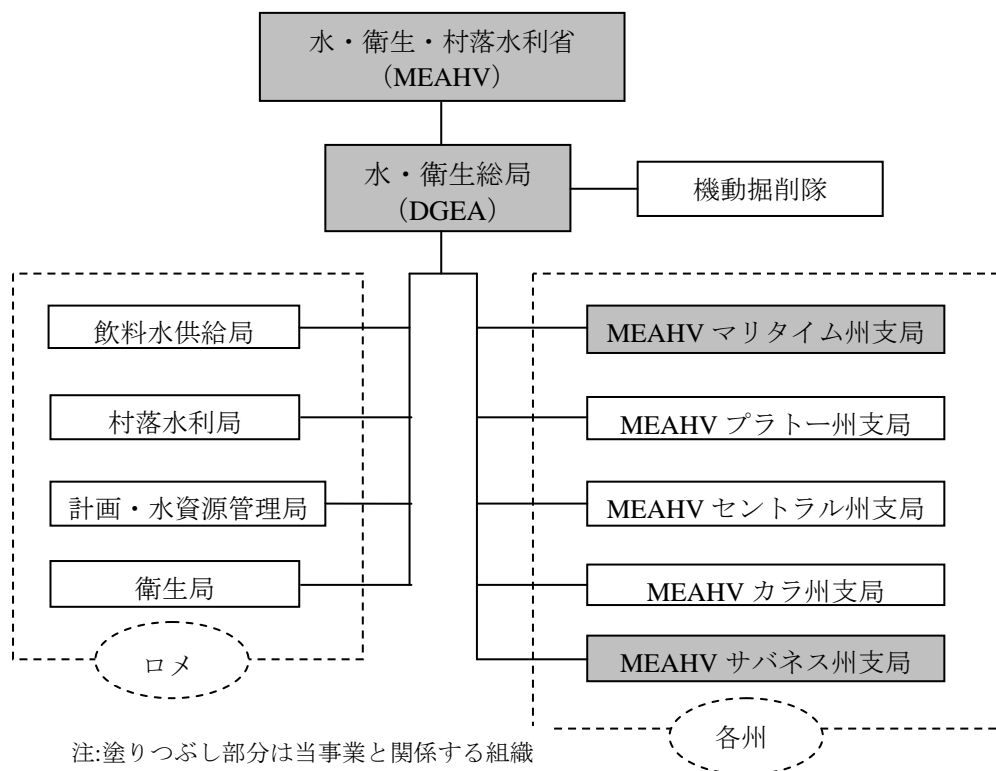 水・衛生・村落水利省
（MEAHV）
水・衛生総局
（DGEA）
機動掘削隊
飲料水供給局
村落水利局
計画・水資源管理局
衛生局
ロメ
MEAHV マリタイム州支局
MEAHV プラトー州支局
MEAHV セントラル州支局
MEAHV カラ州支局
MEAHV サバネス州支局
各州
注:塗りつぶし部分は当事業と関係する組織